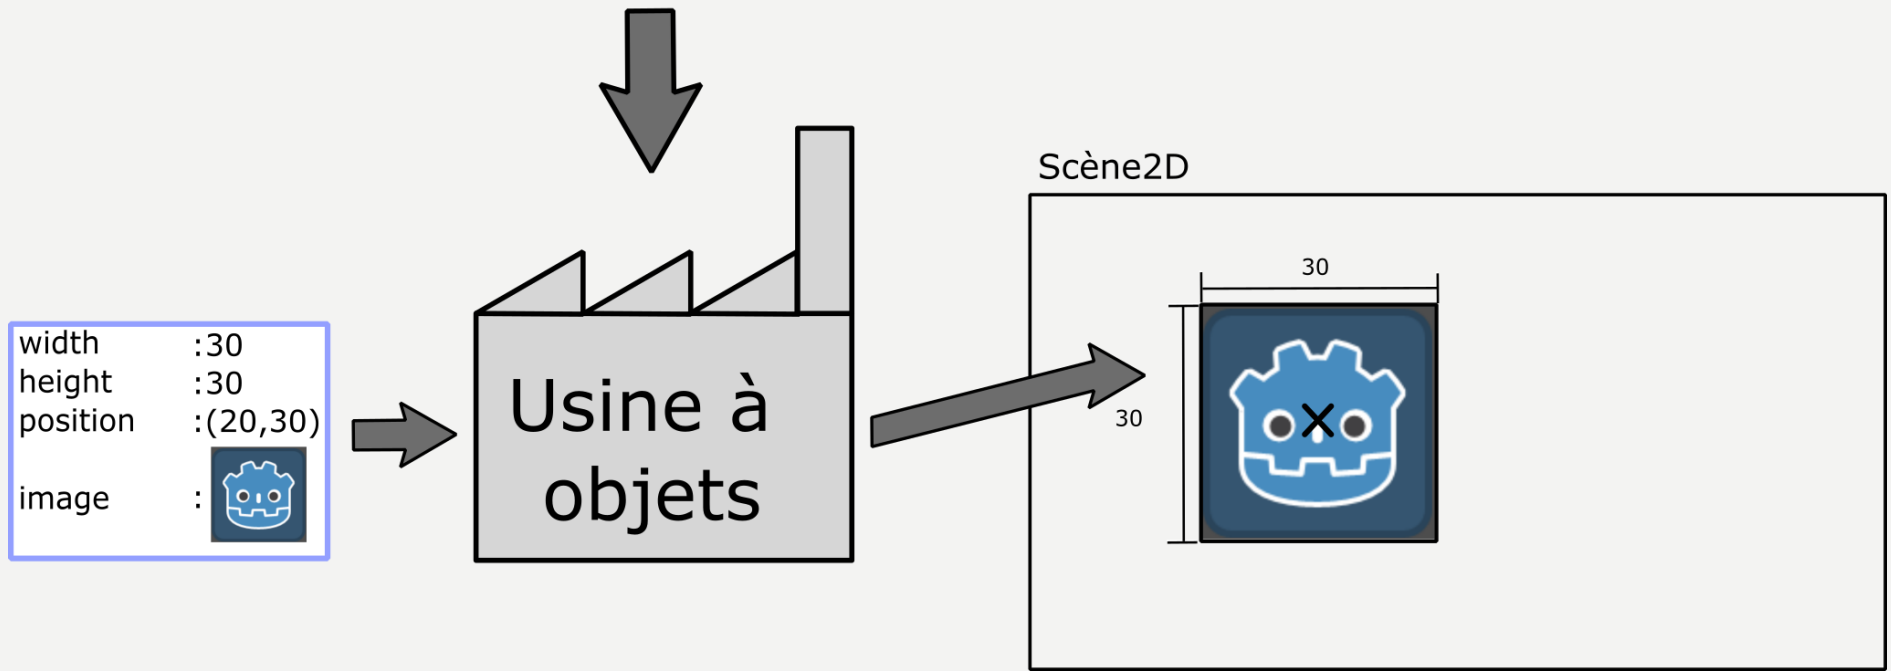 width :30
height :30
position :(20,30)
image :
Usine à
objets
Scène2D
30
30